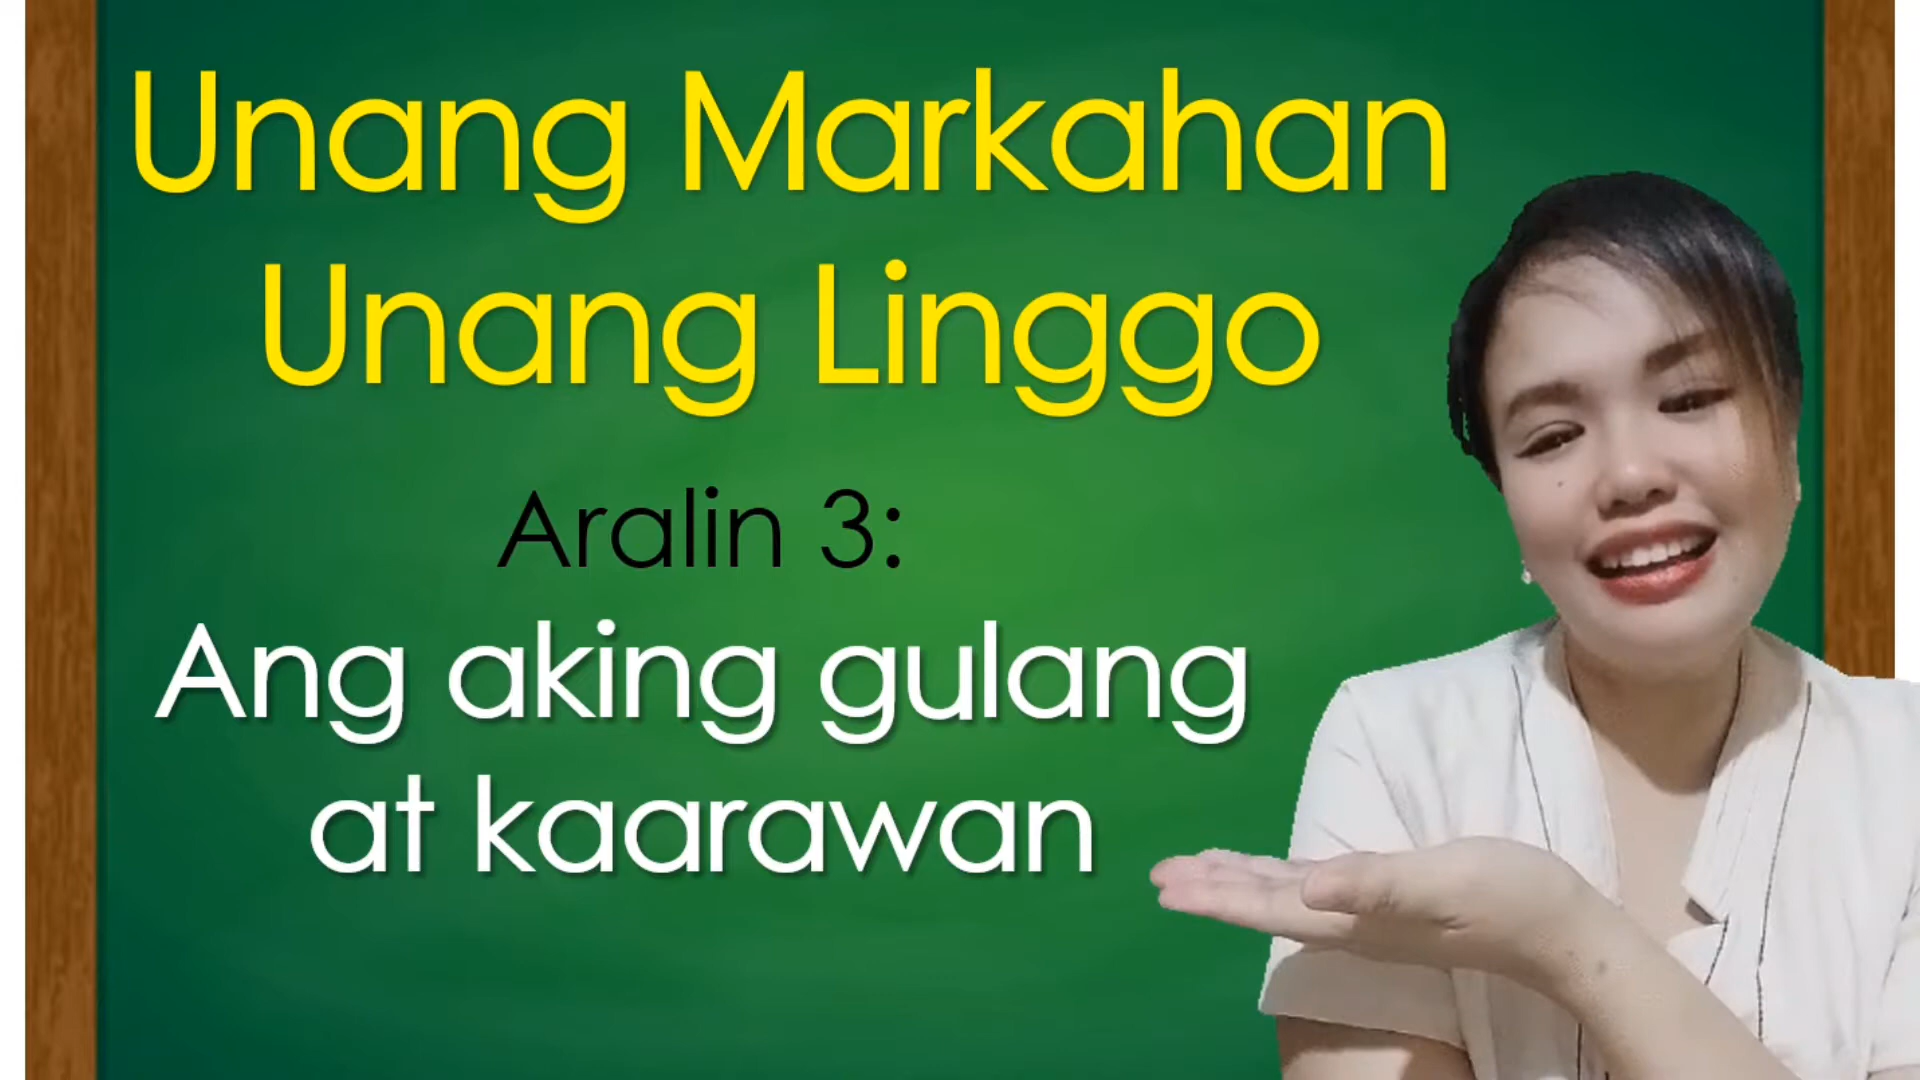 Unang Markahan
Unang Linggo
Aralin 3:
Ang aking gulang
at kaarawan